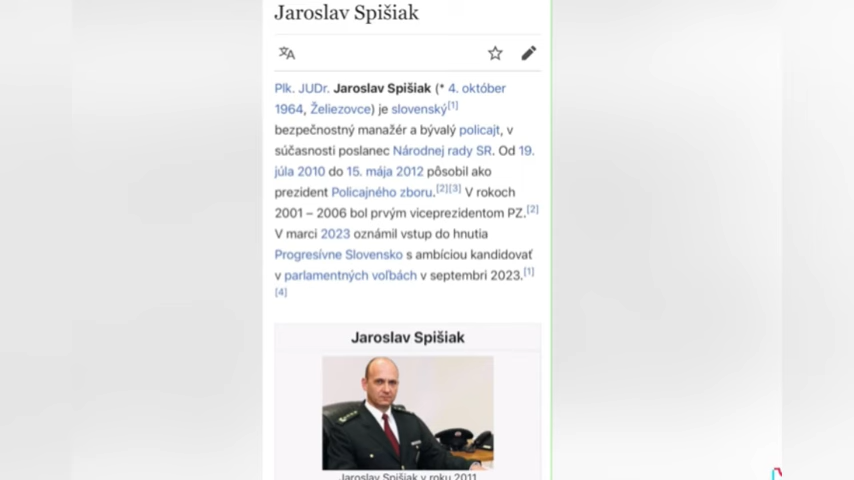 Jaroslav Spišiak
Plk. JUDr. Jaroslav Spišiak (* 4. október
1964, Želiezovce) je slovenský[1]
bezpečnostný manažér a bývalý policajt, v
súčasnosti poslanec Národnej rady SR. Od 19.
júla 2010 do 15. mája 2012 pôsobil ako
prezident Policajného zboru.[2][3] V rokoch
2001 – 2006 bol prvým viceprezidentom PZ.[2]
V marci 2023 oznámil vstup do hnutia
Progresívne Slovensko s ambíciou kandidovať
v parlamentných voľbách v septembri 2023.[1]
[4]
Jaroslav Spišiak
Jaroslav Spišiak v roku 2011